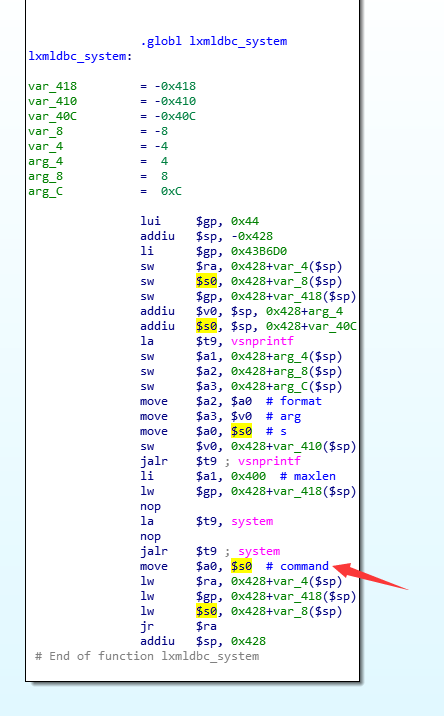 .globl lxmldbc_system
lxmldbc_system:
var_418 = -0x418
var_410 = -0x410
var_40C = -0x40C
var_8 = -8
var_4 = -4
arg_4 = 4
arg_8 = 8
arg_C = 0xC
lui $gp, 0x44
addiu $sp, -0x428
li $gp, 0x43B6D0
sw $ra, 0x428+var_4($sp)
sw $s0, 0x428+var_8($sp)
sw $gp, 0x428+var_418($sp)
addiu $v0, $sp, 0x428+arg_4
addiu $s0, $sp, 0x428+var_40C
la $t9, vsnprintf
sw $a1, 0x428+arg_4($sp)
sw $a2, 0x428+arg_8($sp)
sw $a3, 0x428+arg_C($sp)
move $a2, $a0 # format
move $a3, $v0 # arg
move $a0, $s0 # s
sw $v0, 0x428+var_410($sp)
jalr $t9 ; vsnprintf
li $a1, 0x400 # maxlen
lw $gp, 0x428+var_418($sp)
nop
la $t9, system
nop
jalr $t9 ; system
move $a0, $s0 # command
lw $ra, 0x428+var_4($sp)
lw $gp, 0x428+var_418($sp)
lw $s0, 0x428+var_8($sp)
jr $ra
addiu $sp, 0x428
# End of function lxmldbc_system